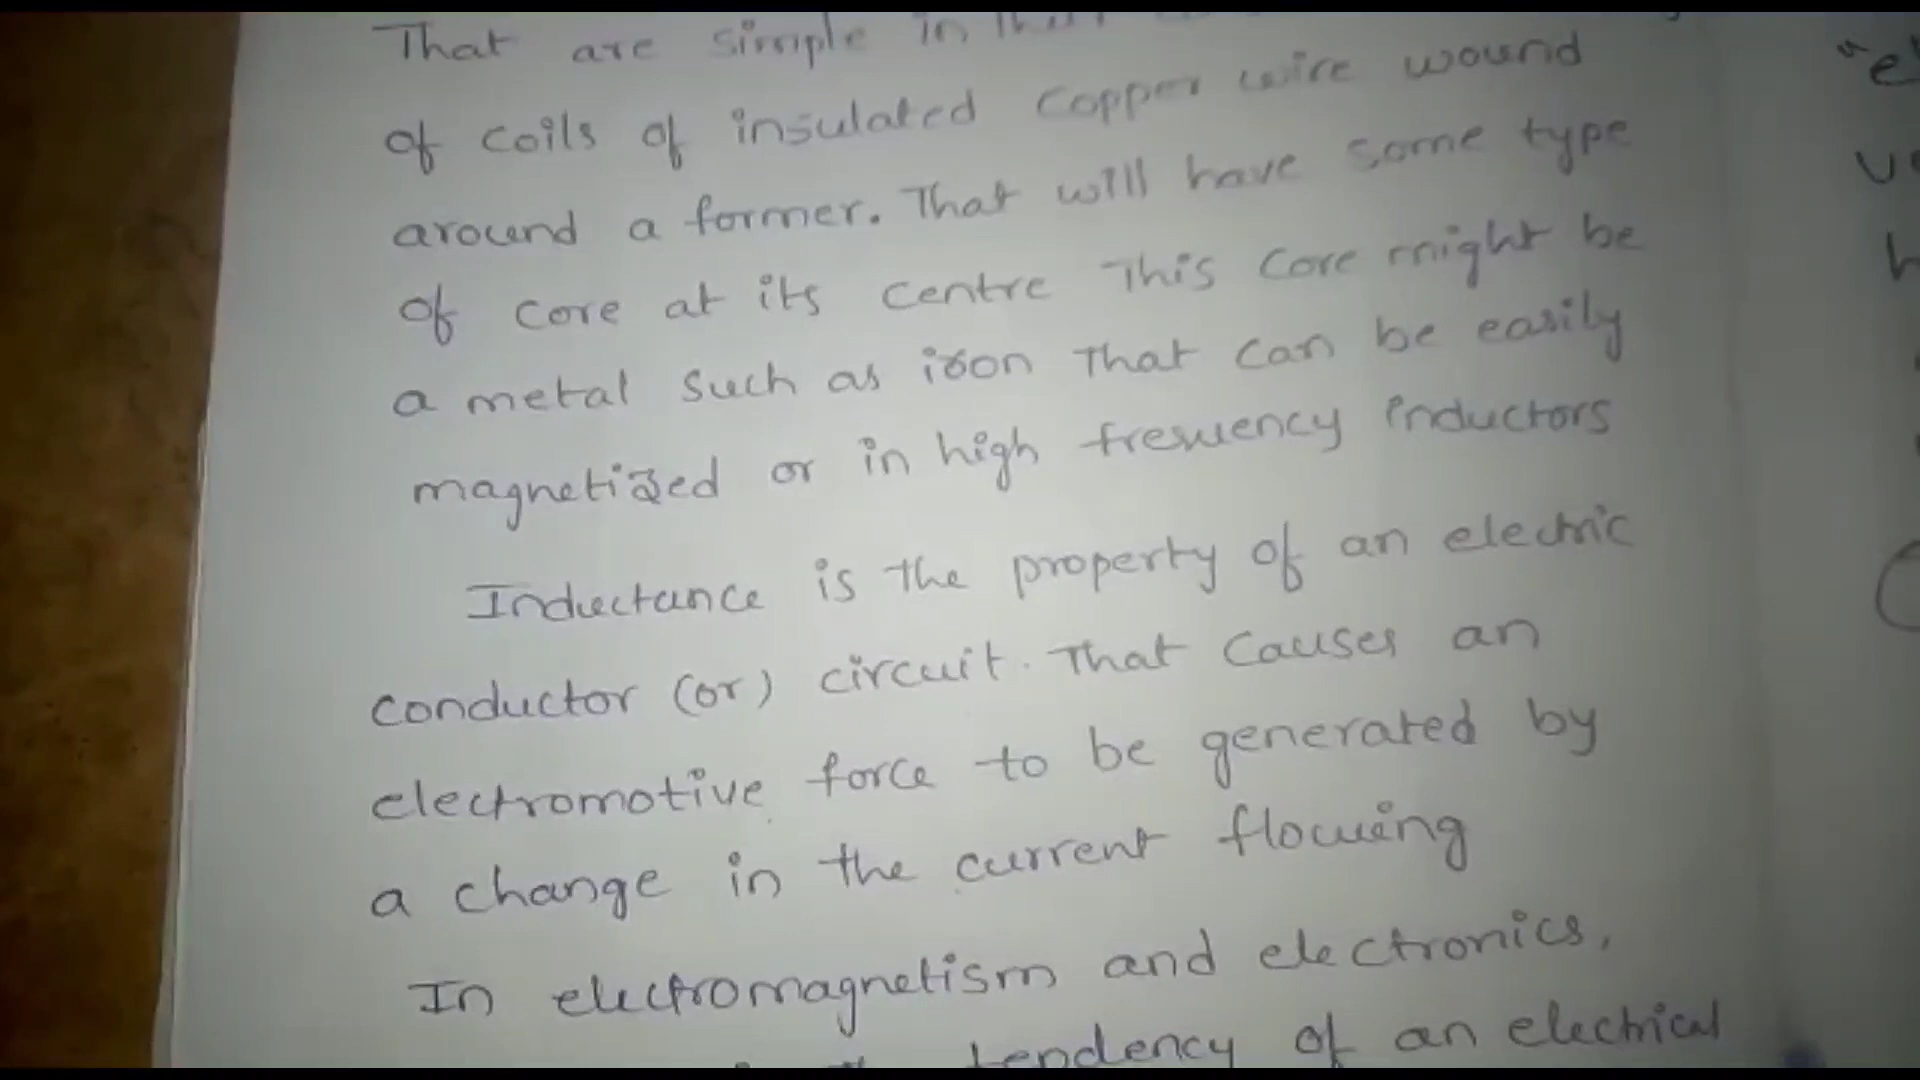 That are simple in
of coils of insulated copper wire wound
around a former. That will have some type
of core at its centre This core might be
a metal such as iron That can be easily
magnetized or in high frequency inductors
Inductance is the property of an electric
conductor (or) circuit. That causes an
electromotive force to be generated by
a change in the current flowing
In electromagnetism and electronics,
tendency of an electrical